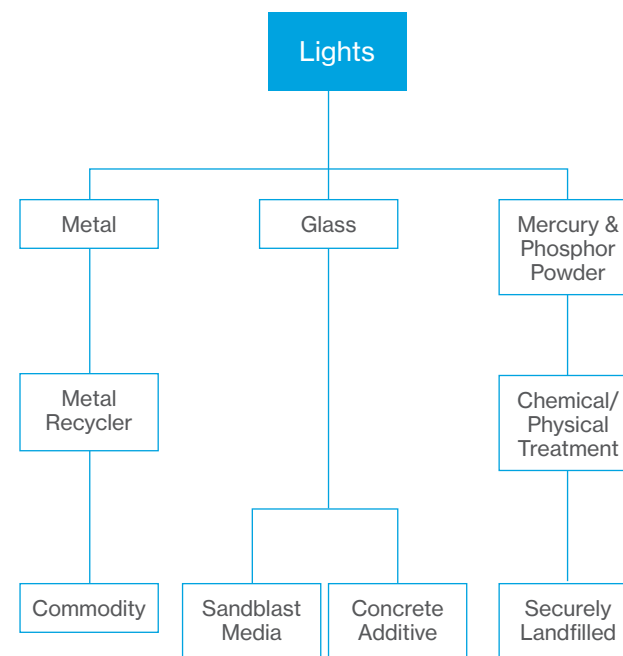 Lights
Metal
Glass
Mercury &
Phosphor
Powder
Metal
Recycler
Chemical/
Physical
Treatment
Commodity
Sandblast
Media
Concrete
Additive
Securely
Landfilled